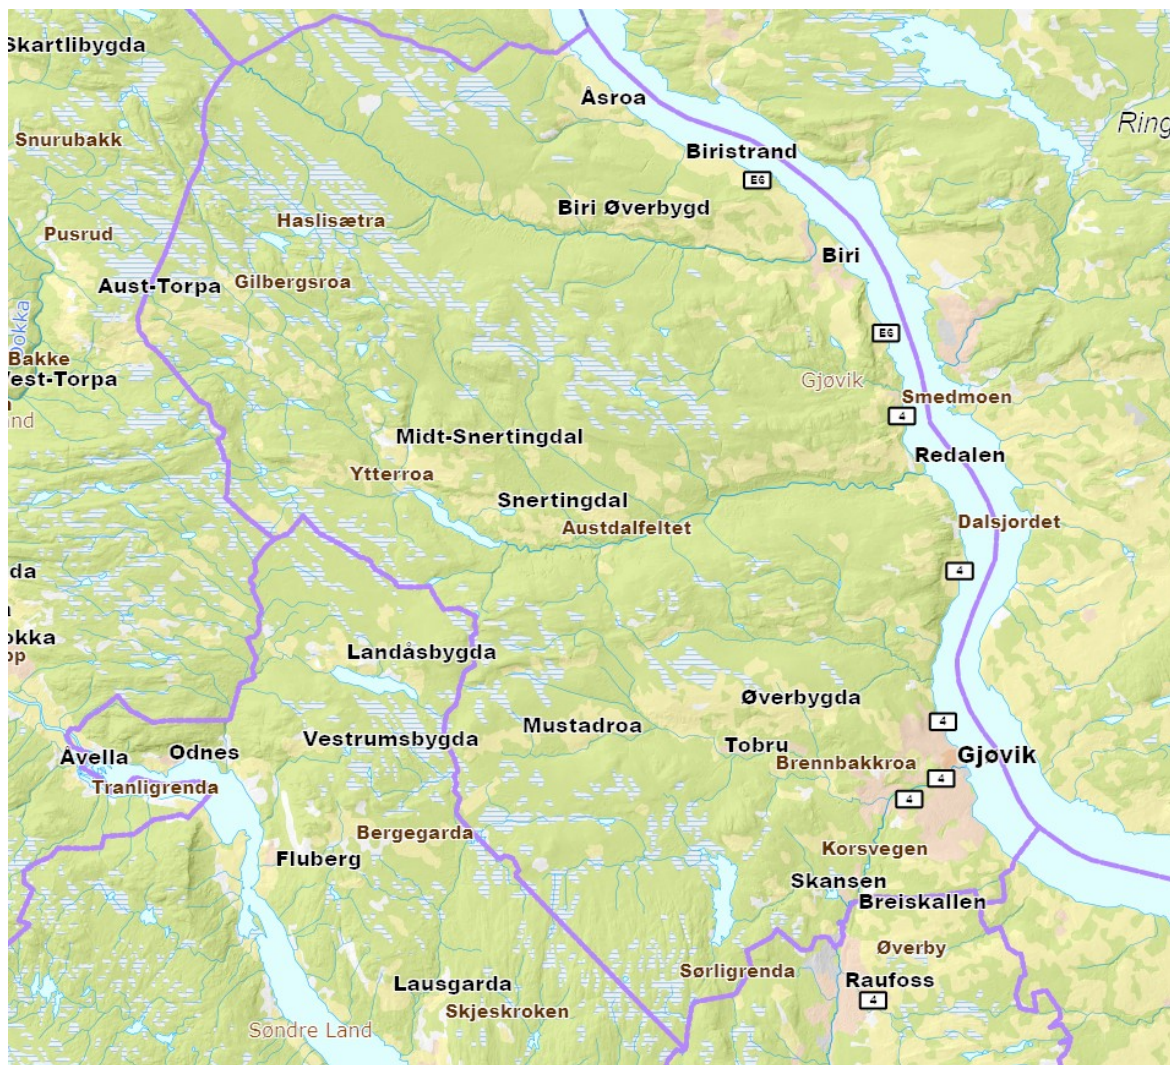 Skartlibygda
Åsroa
Ring
Snurubakk
Biristrand
E6
Biri Øverbygd
Haslisætra
Pusrud
Biri
Aust-Torpa
Gilbergsroa
Dokka
E6
Bakke
Vest-Torpa
Gjøvik
Smedmoen
4
Midt-Snertingdal
Redalen
Ytterroa
Snertingdal
Austdalfeltet
Dalsjordet
4
Landåsbygda
Øverbygda
4
Mustadroa
Vestrumsbygda
Tobru
Odnes
Åvella
Gjøvik
Brennbakkroa
4
Tranligrenda
4
Bergegarda
Korsvegen
Fluberg
Skansen
Breiskallen
Øverby
Sørligrenda
Raufoss
Lausgarda
4
Skjeskroken
Søndre Land